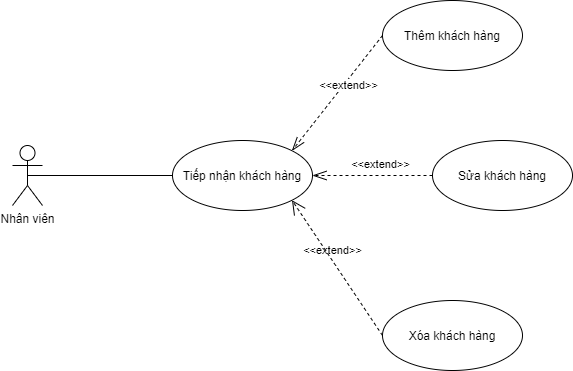 Thêm khách hàng
<<extend>>
Tiếp nhận khách hàng
<<extend>>
Sửa khách hàng
Nhân viên
<<extend>>
Xóa khách hàng